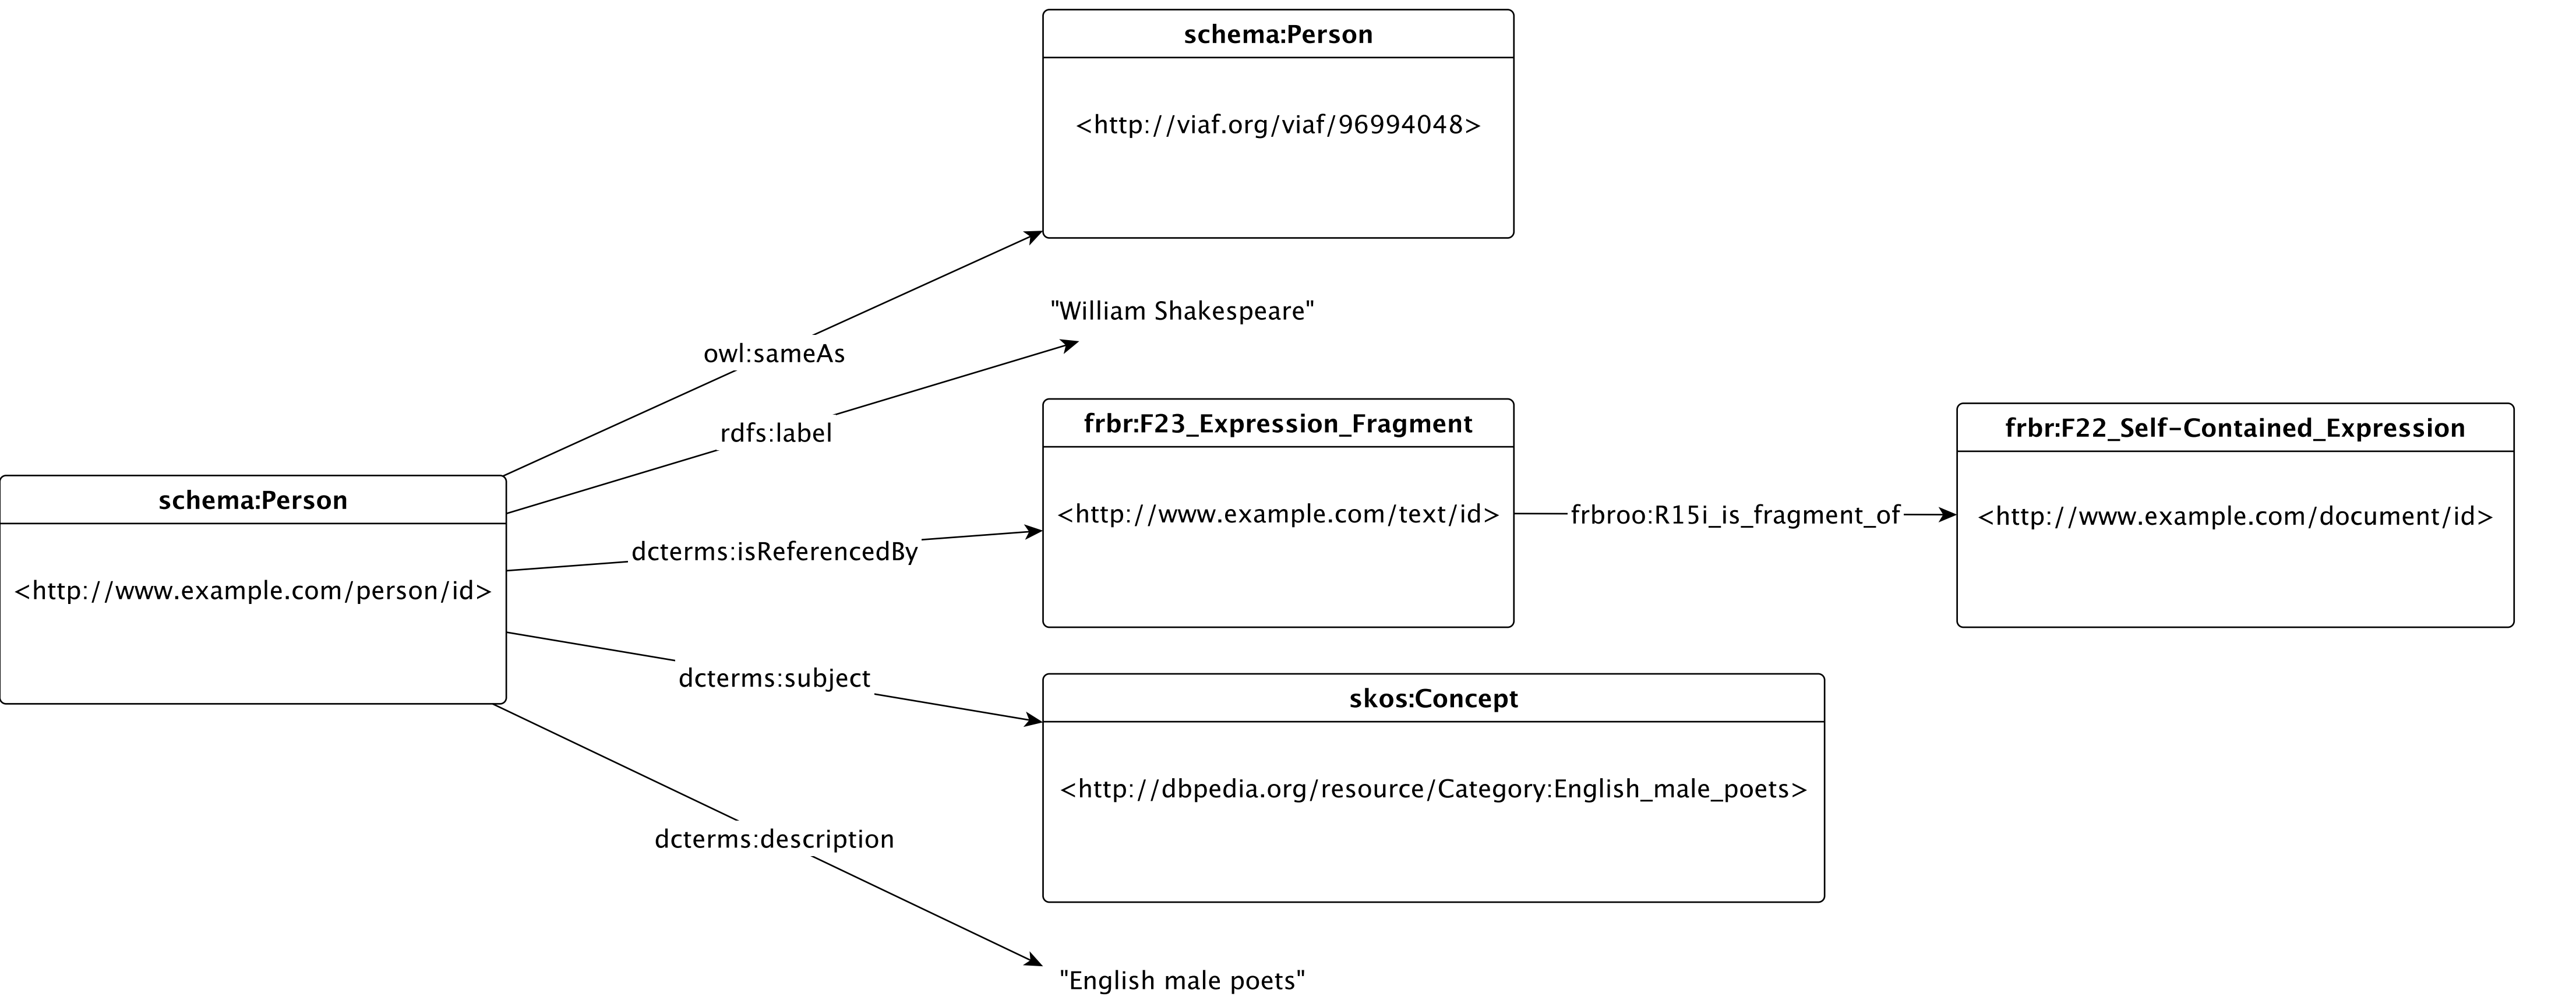 schema:Person
<http://viaf.org/viaf/96994048>
"William Shakespeare"
owl:sameAs
rdfs:label
frbr:F23_Expression_Fragment
<http://www.example.com/text/id>
frbroo:R15i_is_fragment_of
frbr:F22_Self-Contained_Expression
<http://www.example.com/document/id>
schema:Person
<http://www.example.com/person/id>
dcterms:isReferencedBy
dcterms:subject
skos:Concept
<http://dbpedia.org/resource/Category:English_male_poets>
dcterms:description
"English male poets"